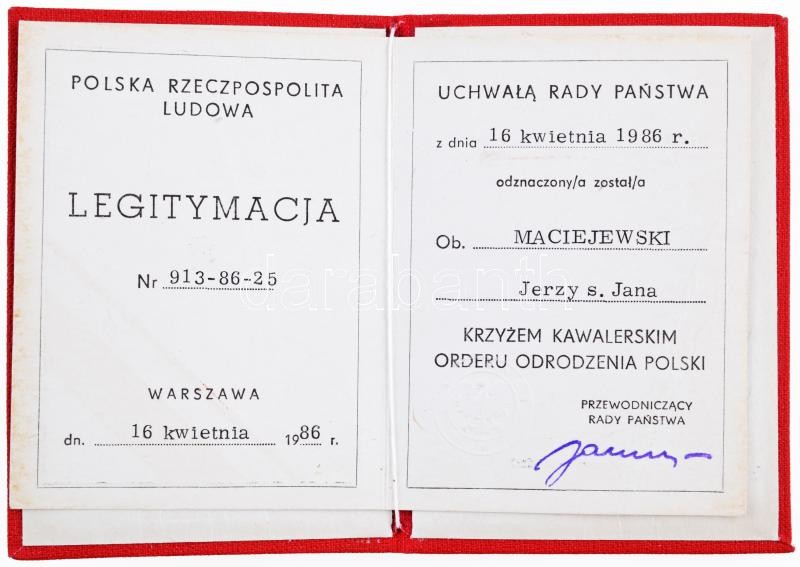 POLSKA RZECZPOSPOLITA
LUDOWA
LEGITYMACJA
Nr 913-86-25
WARSZAWA
dn. 16 kwietnia 1986 r.
UCHWAŁĄ RADY PAŃSTWA
z dnia 16 kwietnia 1986 r.
odznaczony/a został/a
Ob. MACIEJEWSKI
Jerzy s. Jana
KRZYŻEM KAWALERSKIM
ORDERU ODRODZENIA POLSKI
PRZEWODNICZĄCY
RADY PAŃSTWA
darabanth